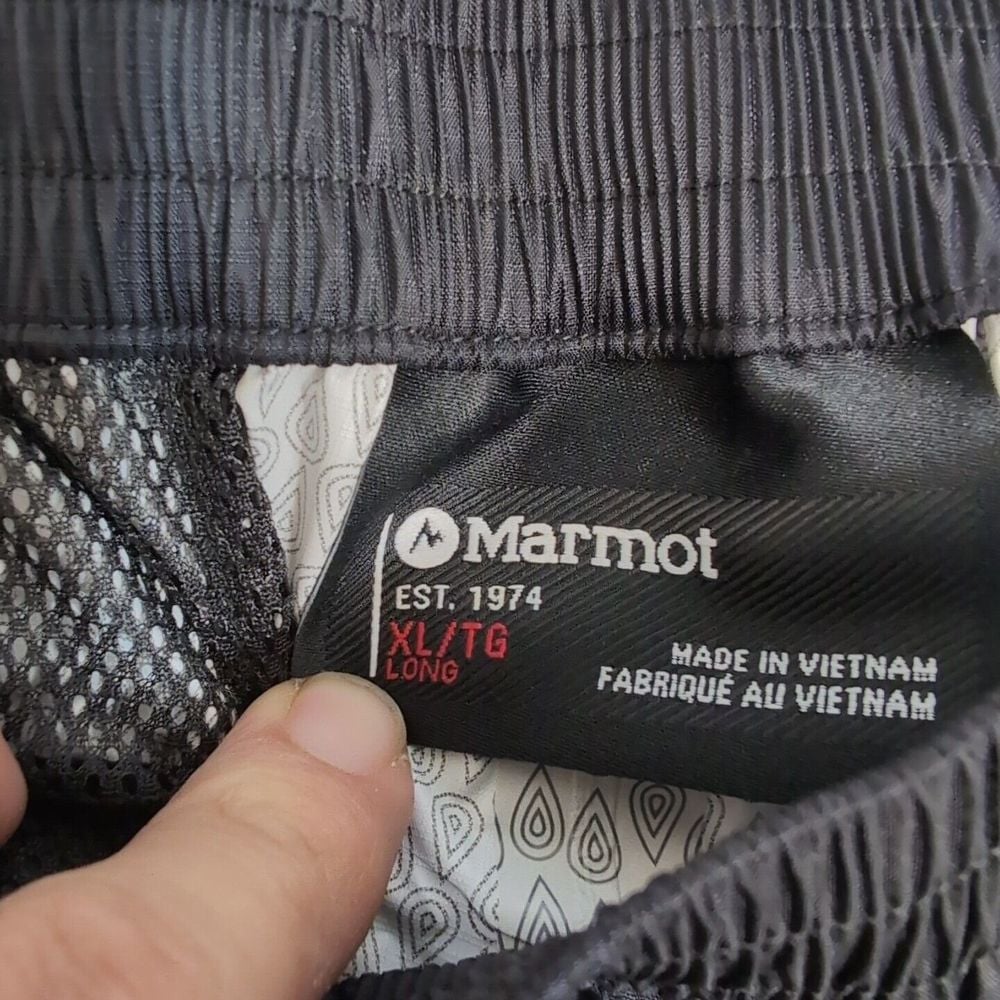 Marmot
EST. 1974
XL/TG
LONG
MADE IN VIETNAM
FABRIQUÉ AU VIETNAM